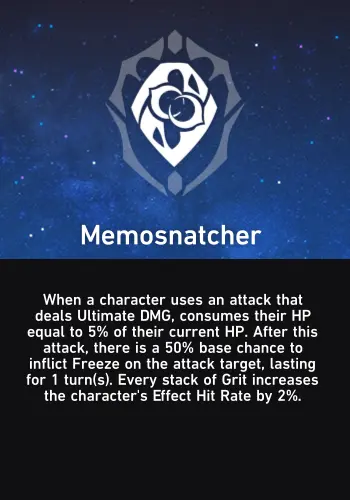 Memosnatcher
When a character uses an attack that
deals Ultimate DMG, consumes their HP
equal to 5% of their current HP. After this
attack, there is a 50% base chance to
inflict Freeze on the attack target, lasting
for 1 turn(s). Every stack of Grit increases
the character's Effect Hit Rate by 2%.